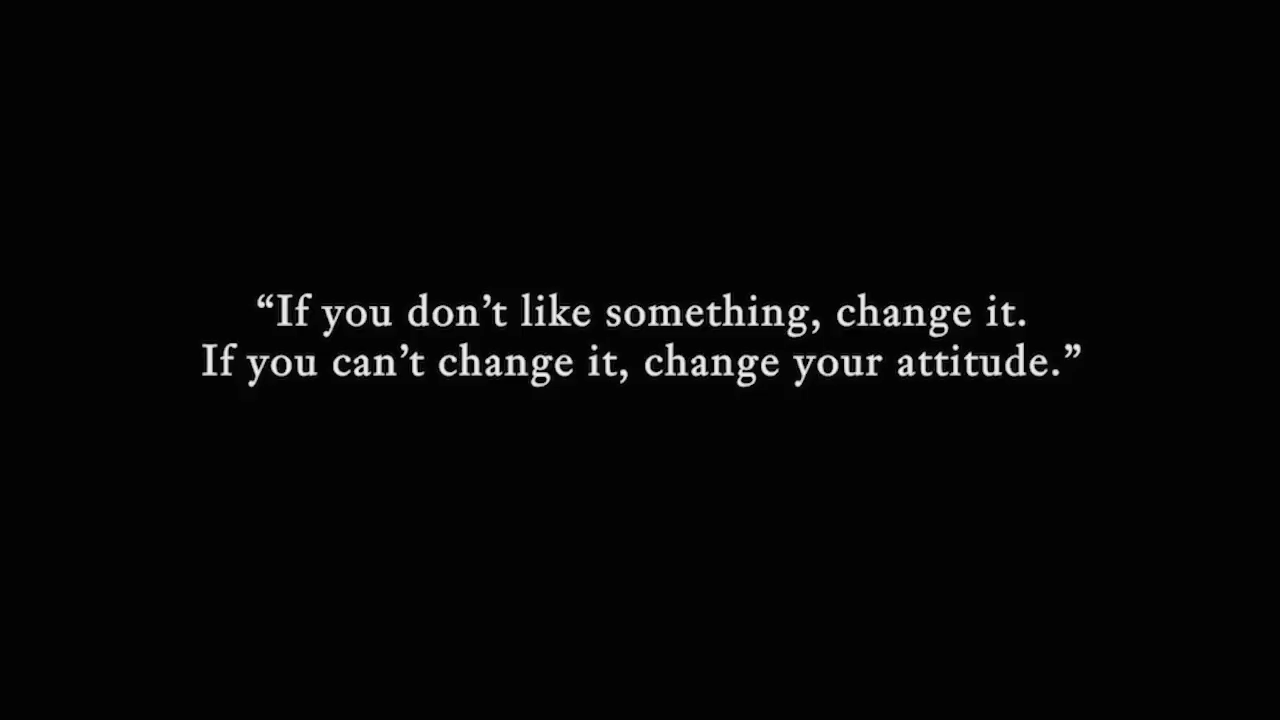 “If you don’t like something, change it.
If you can’t change it, change your attitude.”